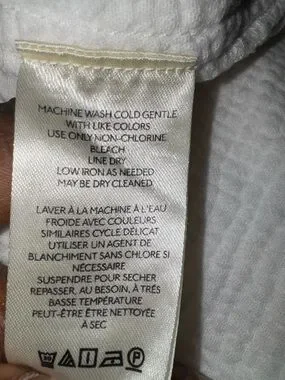 MACHINE WASH COLD GENTLE
WITH LIKE COLORS
USE ONLY NON-CHLORINE
BLEACH
LINE DRY
LOW IRON AS NEEDED
MAY BE DRY CLEANED
LAVER À LA MACHINE À L'EAU
FROIDE AVEC COULEURS
SIMILAIRES CYCLE DÉLICAT
UTILISER UN AGENT DE
BLANCHIMENT SANS CHLORE SI
NÉCESSAIRE
SUSPENDRE POUR SÉCHER
REPASSER, AU BESOIN, À TRÈS
BASSE TEMPÉRATURE
PEUT-ÊTRE ÊTRE NETTOYÉE
À SEC